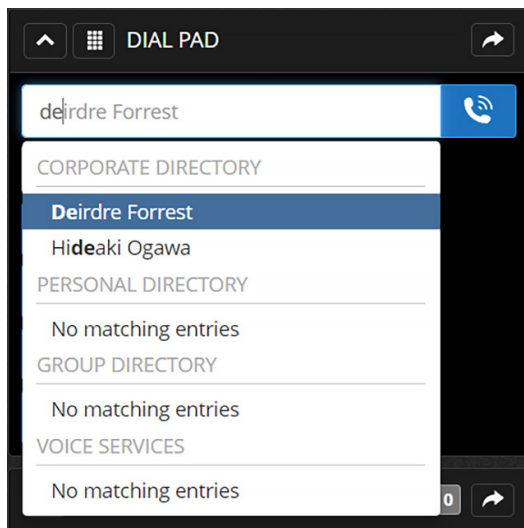 DIAL PAD
deirdre Forrest
CORPORATE DIRECTORY
Deirdre Forrest
Hideaki Ogawa
PERSONAL DIRECTORY
No matching entries
GROUP DIRECTORY
No matching entries
VOICE SERVICES
No matching entries
0